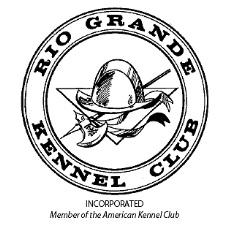 RIO GRANDE
KENNEL CLUB
INCORPORATED
Member of the American Kennel Club